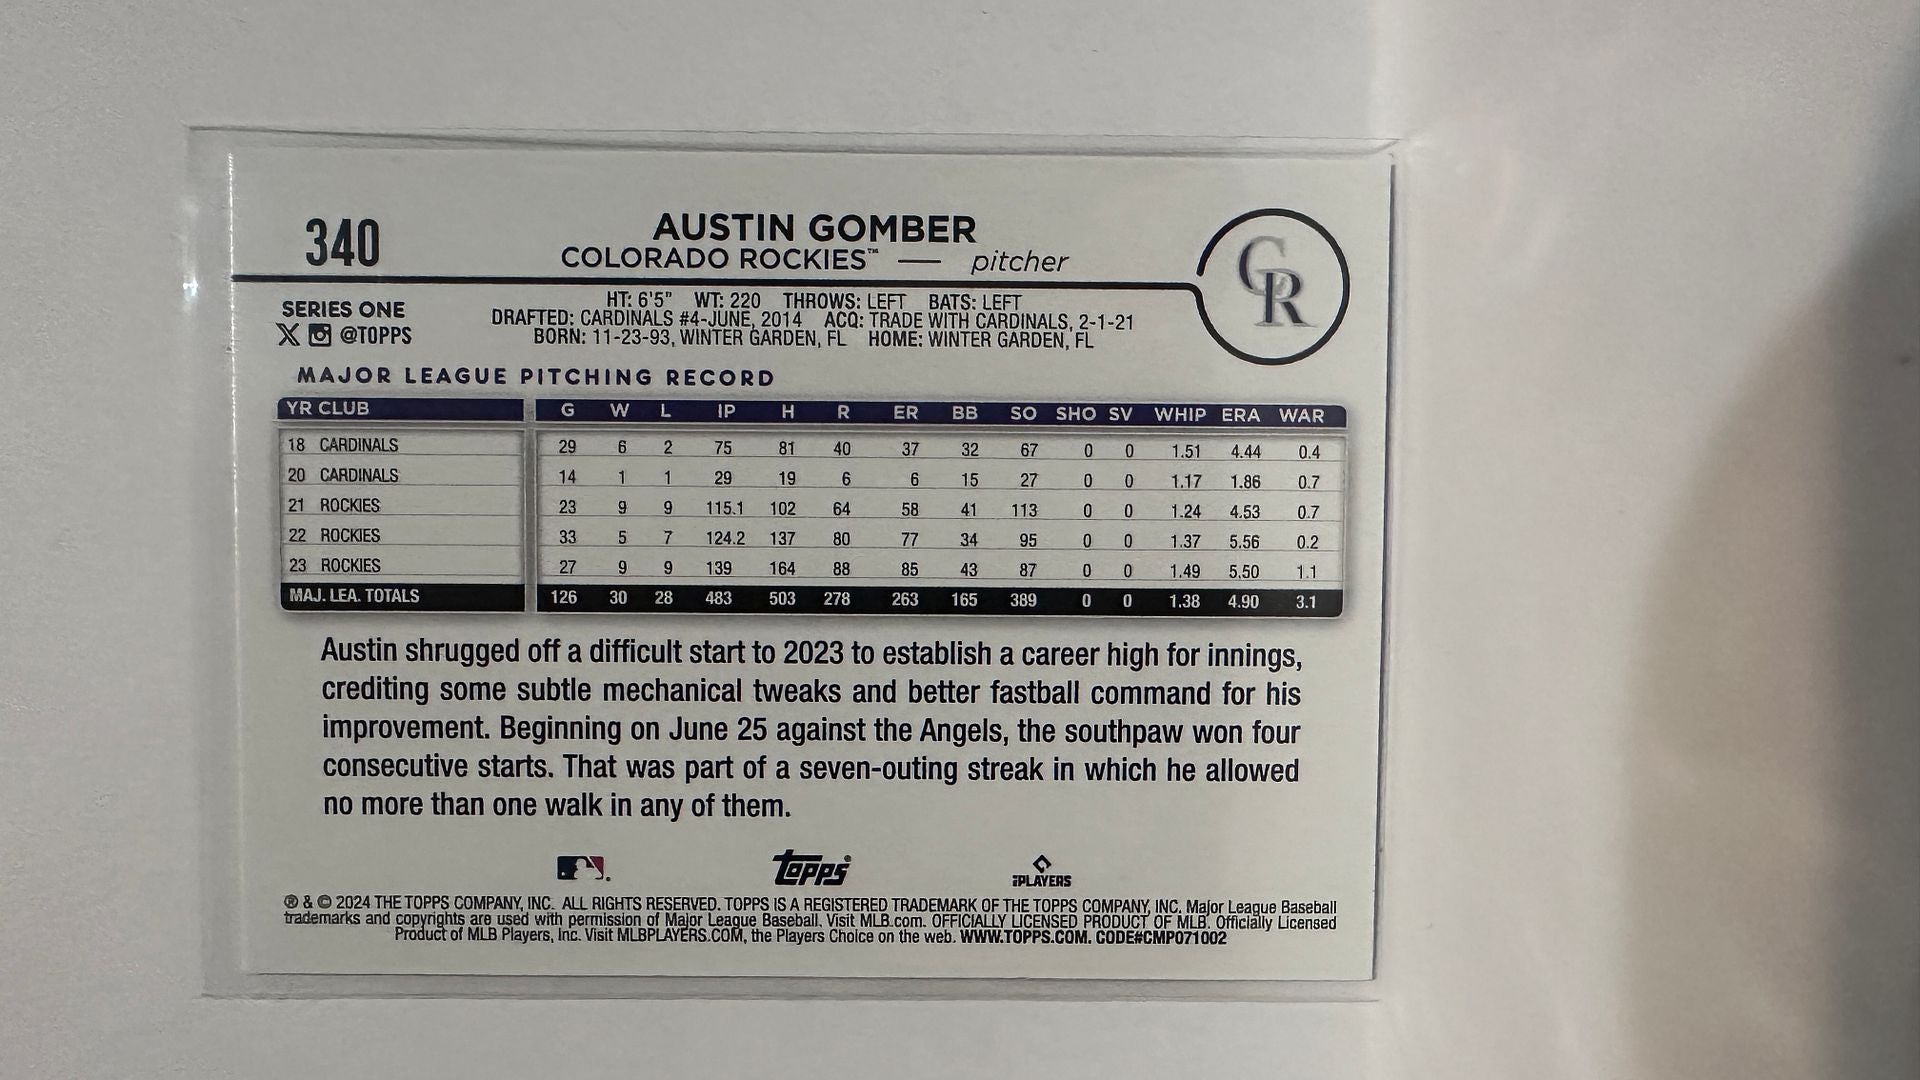 340
AUSTIN GOMBER
COLORADO ROCKIES™ — pitcher
CR
SERIES ONE
X @TOPPS
HT: 6'5" WT: 220 THROWS: LEFT BATS: LEFT
DRAFTED: CARDINALS #4-JUNE, 2014 ACQ: TRADE WITH CARDINALS, 2-1-21
BORN: 11-23-93, WINTER GARDEN, FL HOME: WINTER GARDEN, FL
MAJOR LEAGUE PITCHING RECORD
YR CLUB G W L IP H R ER BB SO SHO SV WHIP ERA WAR
18 CARDINALS 29 6 2 75 81 40 37 32 67 0 0 1.51 4.44 0.4
20 CARDINALS 14 1 1 29 19 6 6 15 27 0 0 1.17 1.86 0.7
21 ROCKIES 23 9 9 115.1 102 64 58 41 113 0 0 1.24 4.53 0.7
22 ROCKIES 33 5 7 124.2 137 80 77 34 95 0 0 1.37 5.56 0.2
23 ROCKIES 27 9 9 139 164 88 85 43 87 0 0 1.49 5.50 1.1
MAJ. LEA. TOTALS 126 30 28 483 503 278 263 165 389 0 0 1.38 4.90 3.1
Austin shrugged off a difficult start to 2023 to establish a career high for innings,
crediting some subtle mechanical tweaks and better fastball command for his
improvement. Beginning on June 25 against the Angels, the southpaw won four
consecutive starts. That was part of a seven-outing streak in which he allowed
no more than one walk in any of them.
topps®
PLAYERS
® & © 2024 THE TOPPS COMPANY, INC. ALL RIGHTS RESERVED. TOPPS IS A REGISTERED TRADEMARK OF THE TOPPS COMPANY, INC. Major League Baseball
trademarks and copyrights are used with permission of Major League Baseball. Visit MLB.com. OFFICIALLY LICENSED PRODUCT OF MLB. Officially Licensed
Product of MLB Players, Inc. Visit MLBPLAYERS.COM, the Players Choice on the web. WWW.TOPPS.COM. CODE#CMP071002